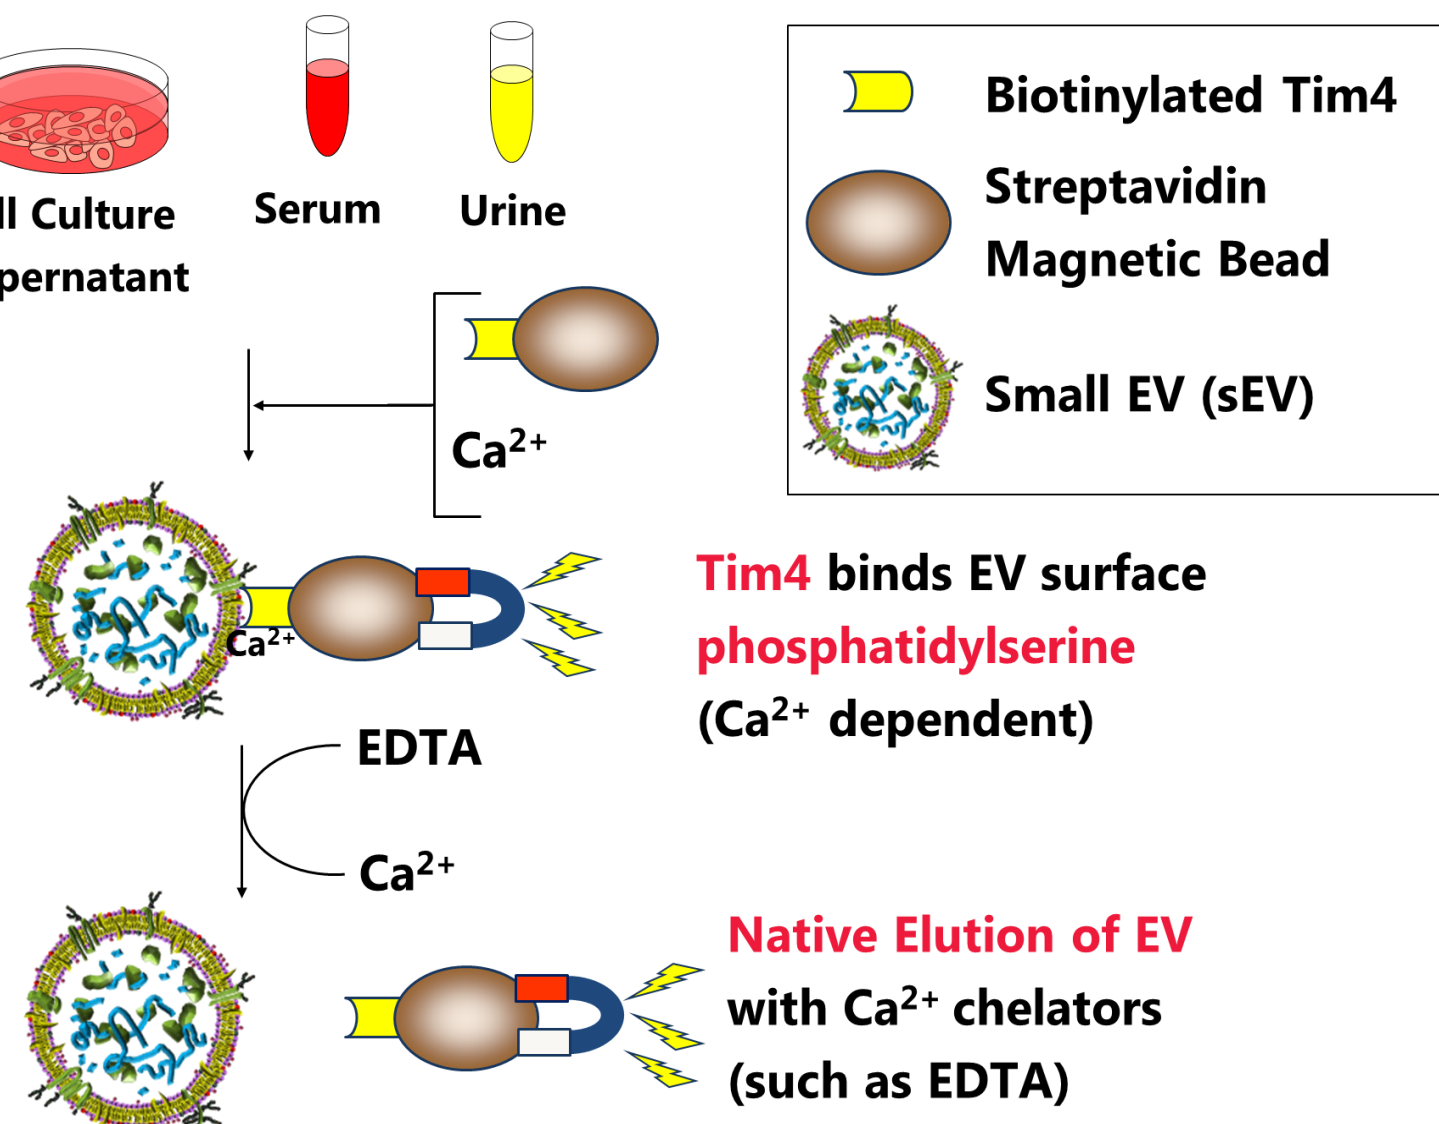 ll Culture
pernatant
Serum
Urine
Biotinylated Tim4
Streptavidin
Magnetic Bead
Small EV (sEV)
Ca²⁺
Ca²⁺
Tim4 binds EV surface
phosphatidylserine
(Ca²⁺ dependent)
EDTA
Ca²⁺
Native Elution of EV
with Ca²⁺ chelators
(such as EDTA)